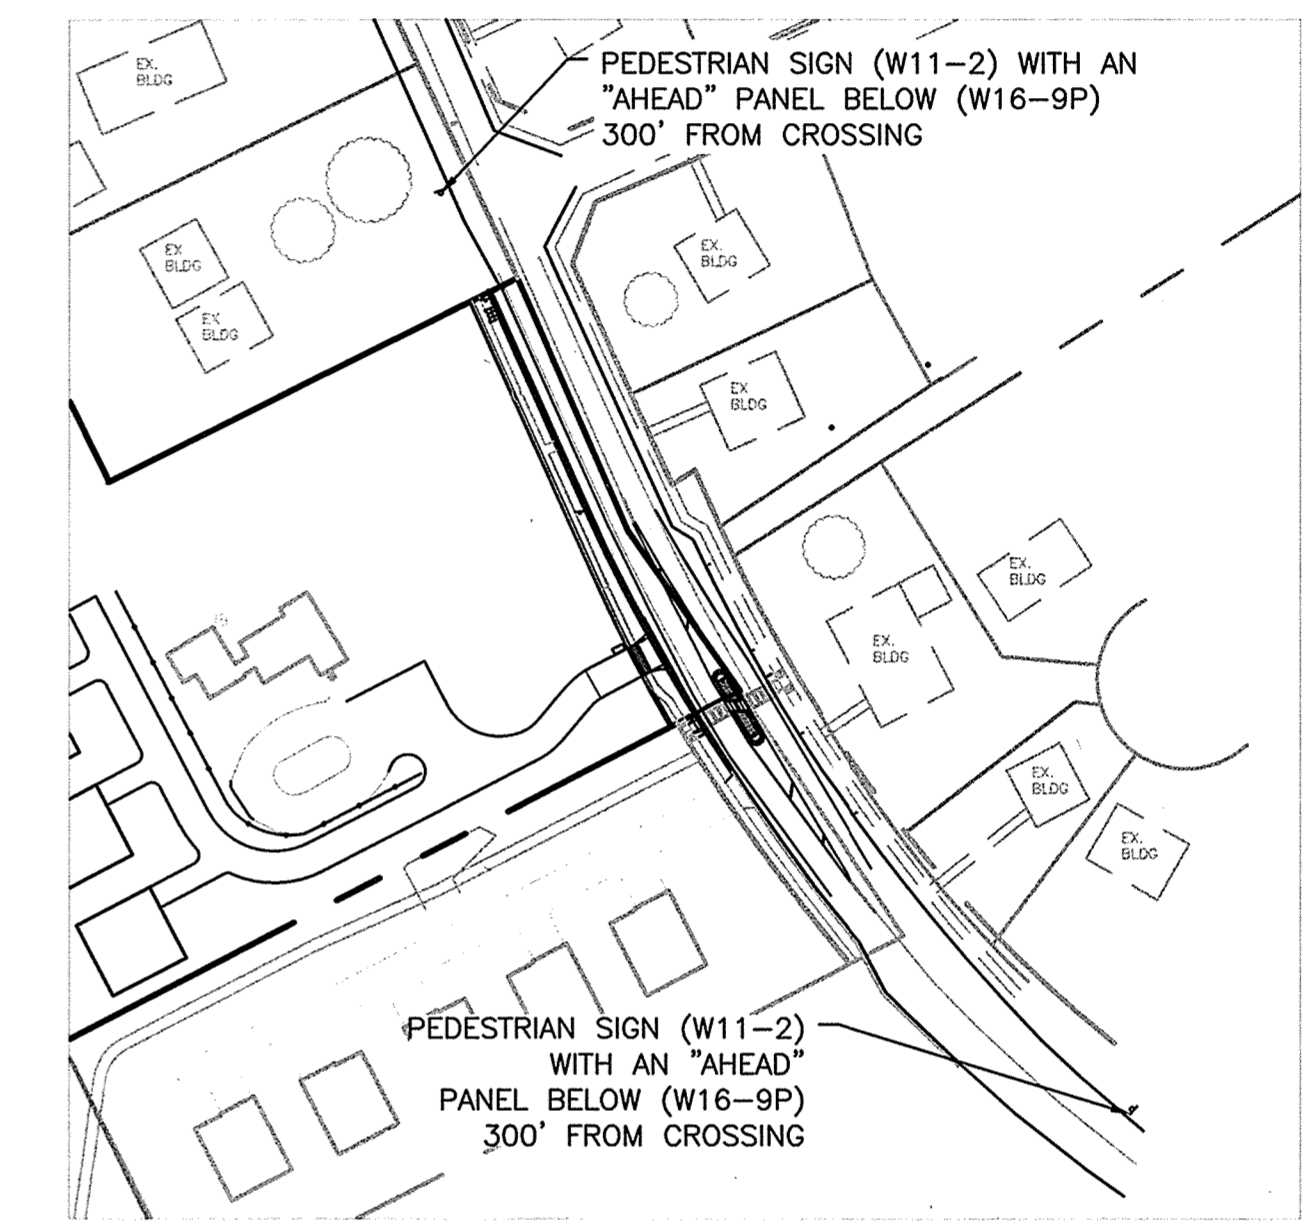 EX.
BLDG
PEDESTRIAN SIGN (W11-2) WITH AN
"AHEAD" PANEL BELOW (W16-9P)
300' FROM CROSSING
EX
BLDG
EX.
BLDG
EX
BLDG
EX
BLDG
EX.
BLDG
EX.
BLDG
EX.
BLDG
EX.
BLDG
PEDESTRIAN SIGN (W11-2)
WITH AN "AHEAD"
PANEL BELOW (W16-9P)
300' FROM CROSSING